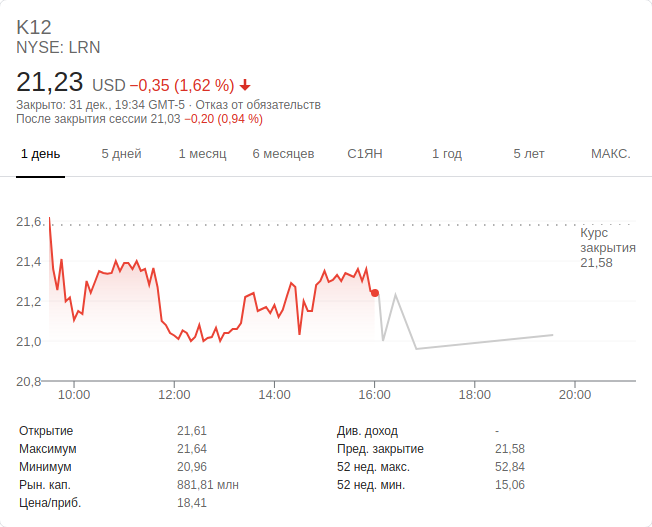 K12
NYSE: LRN
21,23 USD −0,35 (1,62 %)
Закрыто: 31 дек., 19:34 GMT-5 · Отказ от обязательств
После закрытия сессии 21,03 −0,20 (0,94 %)
1 день 5 дней 1 месяц 6 месяцев С1ЯН 1 год 5 лет МАКС.
21,6
Курс
закрытия
21,58
21,4
21,2
21,0
20,8
10:00 12:00 14:00 16:00 18:00 20:00
Открытие 21,61 Див. доход -
Максимум 21,64 Пред. закрытие 21,58
Минимум 20,96 52 нед. макс. 52,84
Рын. кап. 881,81 млн 52 нед. мин. 15,06
Цена/приб. 18,41